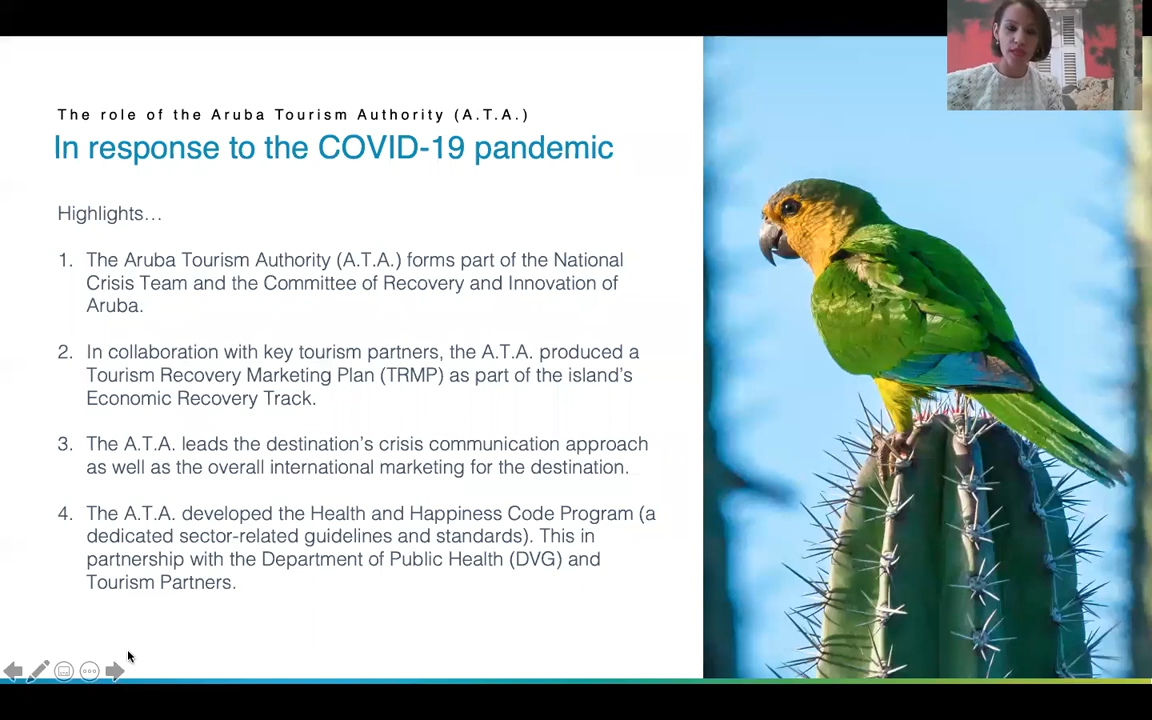 The role of the Aruba Tourism Authority (A.T.A.)
In response to the COVID-19 pandemic
Highlights…
1. The Aruba Tourism Authority (A.T.A.) forms part of the National
Crisis Team and the Committee of Recovery and Innovation of
Aruba.
2. In collaboration with key tourism partners, the A.T.A. produced a
Tourism Recovery Marketing Plan (TRMP) as part of the island’s
Economic Recovery Track.
3. The A.T.A. leads the destination’s crisis communication approach
as well as the overall international marketing for the destination.
4. The A.T.A. developed the Health and Happiness Code Program (a
dedicated sector-related guidelines and standards). This in
partnership with the Department of Public Health (DVG) and
Tourism Partners.